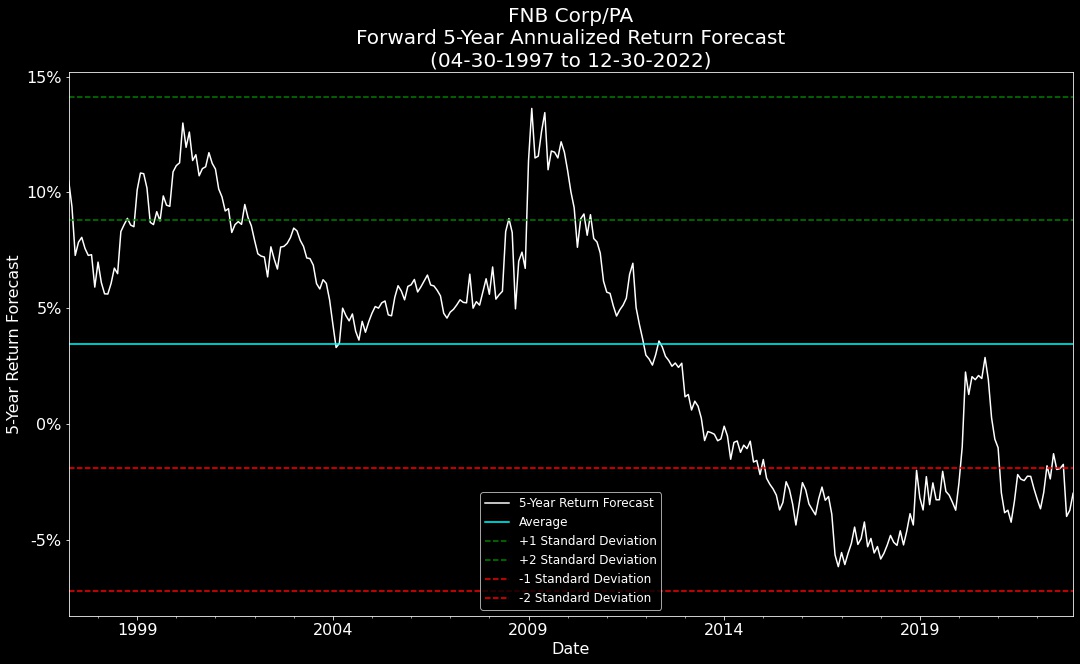 FNB Corp/PA
Forward 5-Year Annualized Return Forecast
(04-30-1997 to 12-30-2022)
15%
10%
5%
0%
-5%
5-Year Return Forecast
5-Year Return Forecast
Average
+1 Standard Deviation
+2 Standard Deviation
-1 Standard Deviation
-2 Standard Deviation
1999 2004 2009 2014 2019
Date